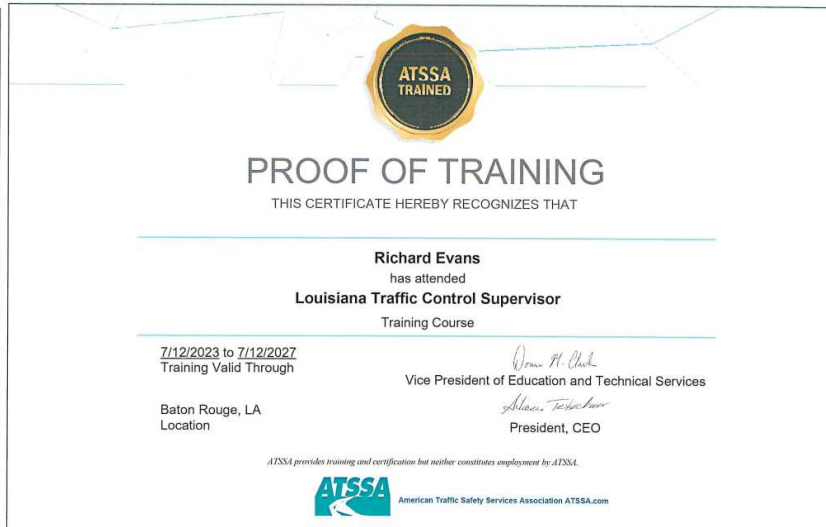 ATSSA
TRAINED
PROOF OF TRAINING
THIS CERTIFICATE HEREBY RECOGNIZES THAT
Richard Evans
has attended
Louisiana Traffic Control Supervisor
Training Course
7/12/2023 to 7/12/2027
Training Valid Through
Vice President of Education and Technical Services
Baton Rouge, LA
Location
President, CEO
ATSSA provides training and certification but neither constitutes employment by ATSSA.
ATSSA
American Traffic Safety Services Association ATSSA.com